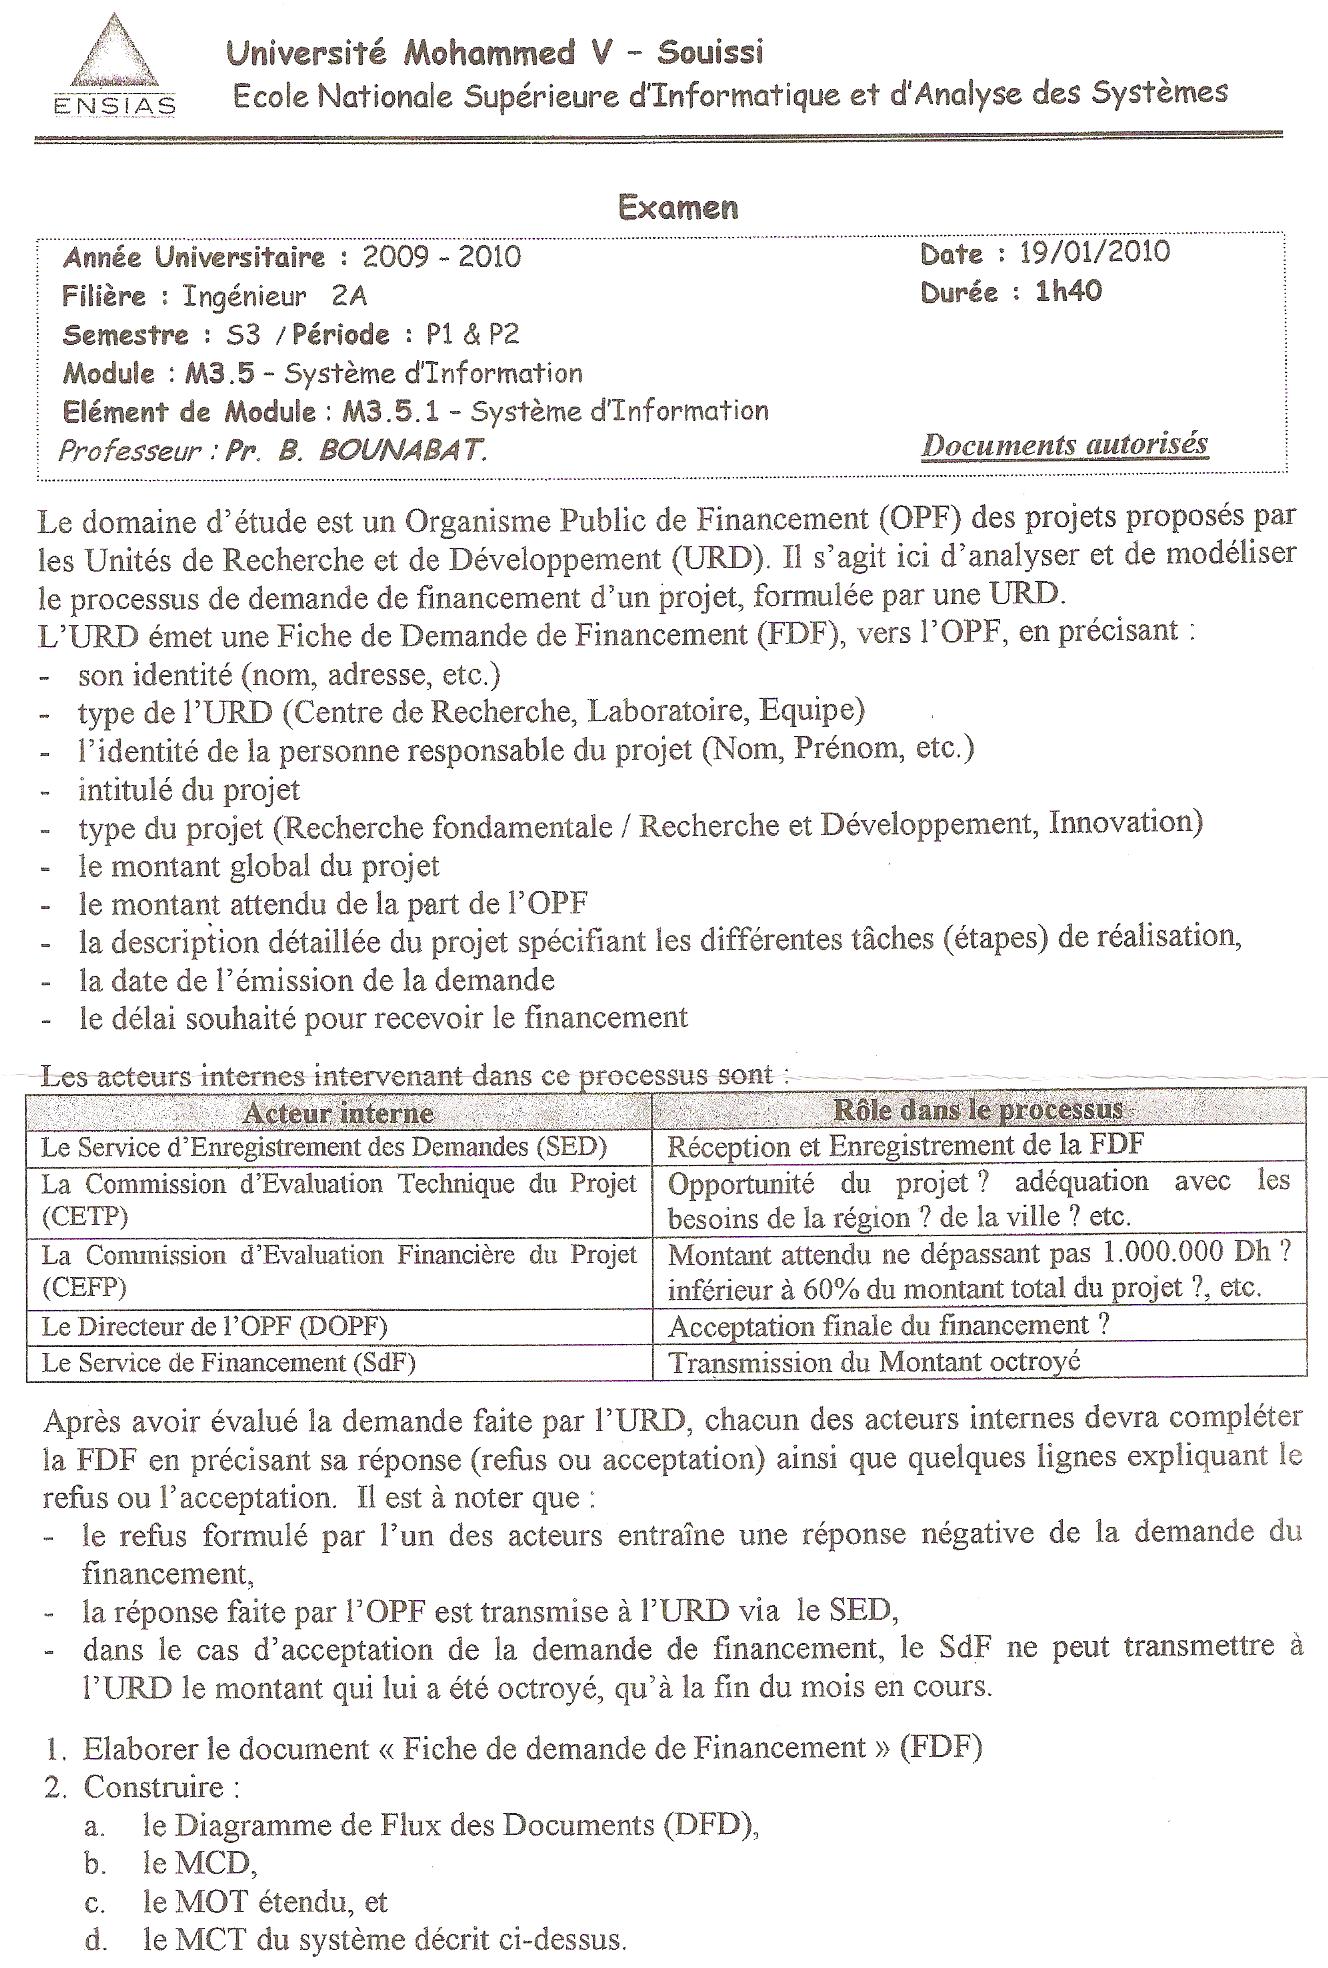 ENSIAS
Université Mohammed V - Souissi
Ecole Nationale Supérieure d'Informatique et d'Analyse des Systèmes
Examen
Année Universitaire : 2009 - 2010
Date : 19/01/2010
Filière : Ingénieur 2A
Durée : 1h40
Semestre : S3 / Période : P1 & P2
Module : M3.5 - Système d'Information
Elément de Module : M3.5.1 - Système d'Information
Professeur : Pr. B. BOUNABAT.
Documents autorisés
Le domaine d'étude est un Organisme Public de Financement (OPF) des projets proposés par
les Unités de Recherche et de Développement (URD). Il s'agit ici d'analyser et de modéliser
le processus de demande de financement d'un projet, formulée par une URD.
L'URD émet une Fiche de Demande de Financement (FDF), vers l'OPF, en précisant :
- son identité (nom, adresse, etc.)
- type de l'URD (Centre de Recherche, Laboratoire, Equipe)
- l'identité de la personne responsable du projet (Nom, Prénom, etc.)
- intitulé du projet
- type du projet (Recherche fondamentale / Recherche et Développement, Innovation)
- le montant global du projet
- le montant attendu de la part de l'OPF
- la description détaillée du projet spécifiant les différentes tâches (étapes) de réalisation,
- la date de l'émission de la demande
- le délai souhaité pour recevoir le financement
Les acteurs internes intervenant dans ce processus sont :
Acteur interne
Rôle dans le processus
Le Service d'Enregistrement des Demandes (SED)
Réception et Enregistrement de la FDF
La Commission d'Evaluation Technique du Projet
(CETP)
Opportunité du projet ? adéquation avec les
besoins de la région ? de la ville ? etc.
La Commission d'Evaluation Financière du Projet
(CEFP)
Montant attendu ne dépassant pas 1.000.000 Dh ?
inférieur à 60% du montant total du projet ?, etc.
Le Directeur de l'OPF (DOPF)
Acceptation finale du financement ?
Le Service de Financement (SdF)
Transmission du Montant octroyé
Après avoir évalué la demande faite par l'URD, chacun des acteurs internes devra compléter
la FDF en précisant sa réponse (refus ou acceptation) ainsi que quelques lignes expliquant le
refus ou l'acceptation. Il est à noter que :
- le refus formulé par l'un des acteurs entraîne une réponse négative de la demande du
financement,
- la réponse faite par l'OPF est transmise à l'URD via le SED,
- dans le cas d'acceptation de la demande de financement, le SdF ne peut transmettre à
l'URD le montant qui lui a été octroyé, qu'à la fin du mois en cours.
1. Elaborer le document « Fiche de demande de Financement » (FDF)
2. Construire :
a. le Diagramme de Flux des Documents (DFD),
b. le MCD,
c. le MOT étendu, et
d. le MCT du système décrit ci-dessus.